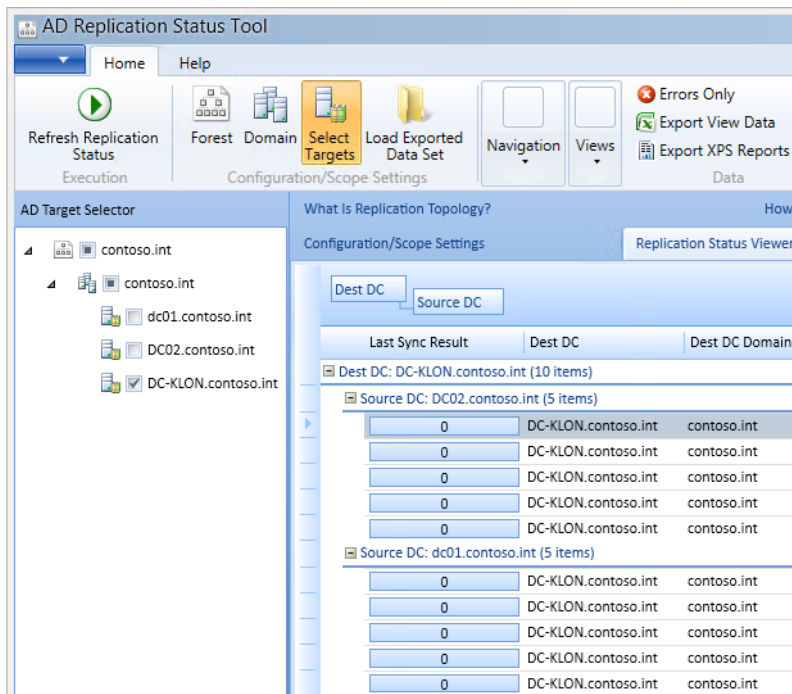 AD Replication Status Tool
Home Help
Refresh Replication Status
Forest Domain Select Targets Load Exported Data Set
Navigation Views
Errors Only
Export View Data
Export XPS Reports
Execution Configuration/Scope Settings Data
AD Target Selector
contoso.int
contoso.int
dc01.contoso.int
DC02.contoso.int
DC-KLON.contoso.int
What Is Replication Topology? How
Configuration/Scope Settings Replication Status Viewer
Dest DC
Source DC
Last Sync Result Dest DC Dest DC Domain
Dest DC: DC-KLON.contoso.int (10 items)
Source DC: DC02.contoso.int (5 items)
0 DC-KLON.contoso.int contoso.int
0 DC-KLON.contoso.int contoso.int
0 DC-KLON.contoso.int contoso.int
0 DC-KLON.contoso.int contoso.int
0 DC-KLON.contoso.int contoso.int
Source DC: dc01.contoso.int (5 items)
0 DC-KLON.contoso.int contoso.int
0 DC-KLON.contoso.int contoso.int
0 DC-KLON.contoso.int contoso.int
0 DC-KLON.contoso.int contoso.int
0 DC-KLON.contoso.int contoso.int